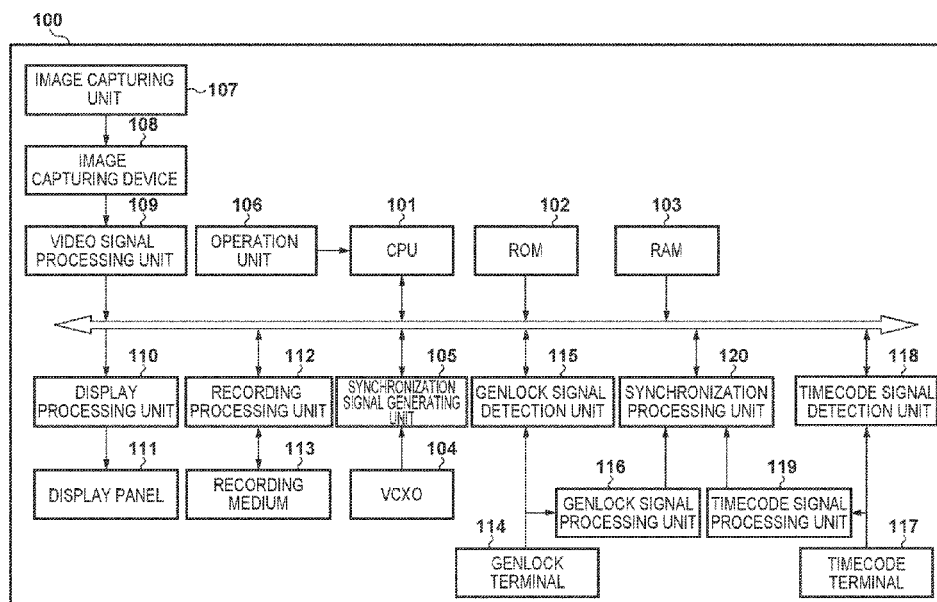 100
IMAGE CAPTURING
UNIT
107
108
IMAGE
CAPTURING DEVICE
109
VIDEO SIGNAL
PROCESSING UNIT
106
OPERATION
UNIT
101
CPU
102
ROM
103
RAM
110
DISPLAY
PROCESSING UNIT
112
RECORDING
PROCESSING UNIT
105
SYNCHRONIZATION
SIGNAL GENERATING
UNIT
115
GENLOCK SIGNAL
DETECTION UNIT
120
SYNCHRONIZATION
PROCESSING UNIT
118
TIMECODE SIGNAL
DETECTION UNIT
111
DISPLAY PANEL
113
RECORDING
MEDIUM
104
VCXO
116
GENLOCK SIGNAL
PROCESSING UNIT
119
TIMECODE SIGNAL
PROCESSING UNIT
114
GENLOCK
TERMINAL
117
TIMECODE
TERMINAL